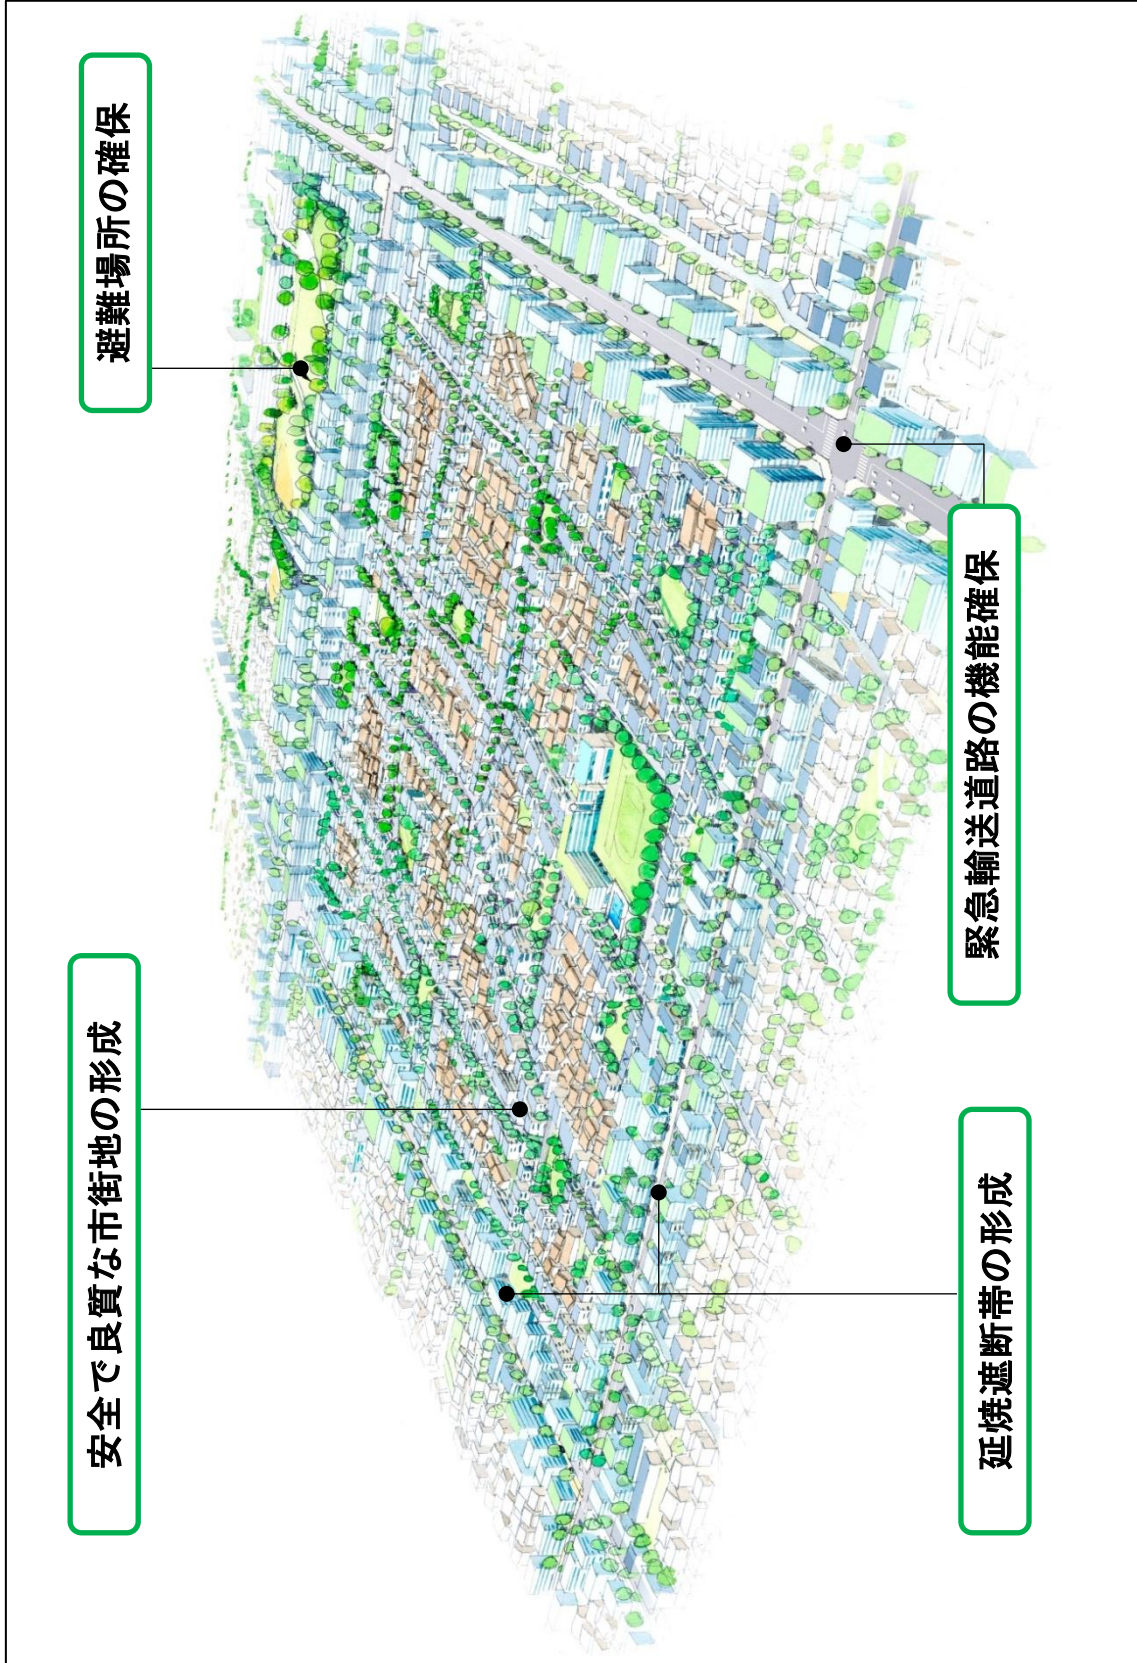 安全で良質な市街地の形成
避難場所の確保
延焼遮断帯の形成
緊急輸送道路の機能確保